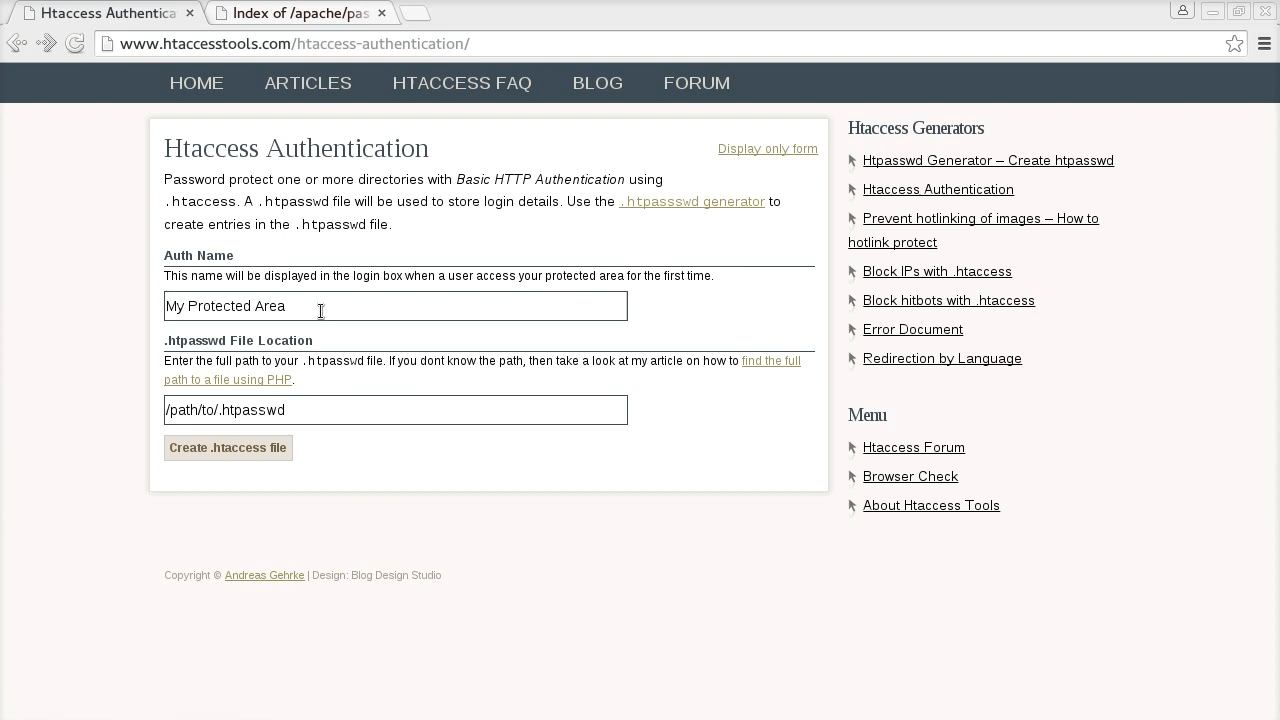 Htaccess Authentica
Index of /apache/pas
www.htaccesstools.com/htaccess-authentication/
HOME ARTICLES HTACCESS FAQ BLOG FORUM
Htaccess Authentication
Display only form
Password protect one or more directories with Basic HTTP Authentication using
.htaccess. A .htpasswd file will be used to store login details. Use the .htpassswd generator to
create entries in the .htpasswd file.
Auth Name
This name will be displayed in the login box when a user access your protected area for the first time.
My Protected Area
.htpasswd File Location
Enter the full path to your .htpasswd file. If you dont know the path, then take a look at my article on how to find the full
path to a file using PHP.
/path/to/.htpasswd
Create .htaccess file
Htaccess Generators
Htpasswd Generator – Create htpasswd
Htaccess Authentication
Prevent hotlinking of images – How to
hotlink protect
Block IPs with .htaccess
Block hitbots with .htaccess
Error Document
Redirection by Language
Menu
Htaccess Forum
Browser Check
About Htaccess Tools
Copyright © Andreas Gehrke | Design: Blog Design Studio